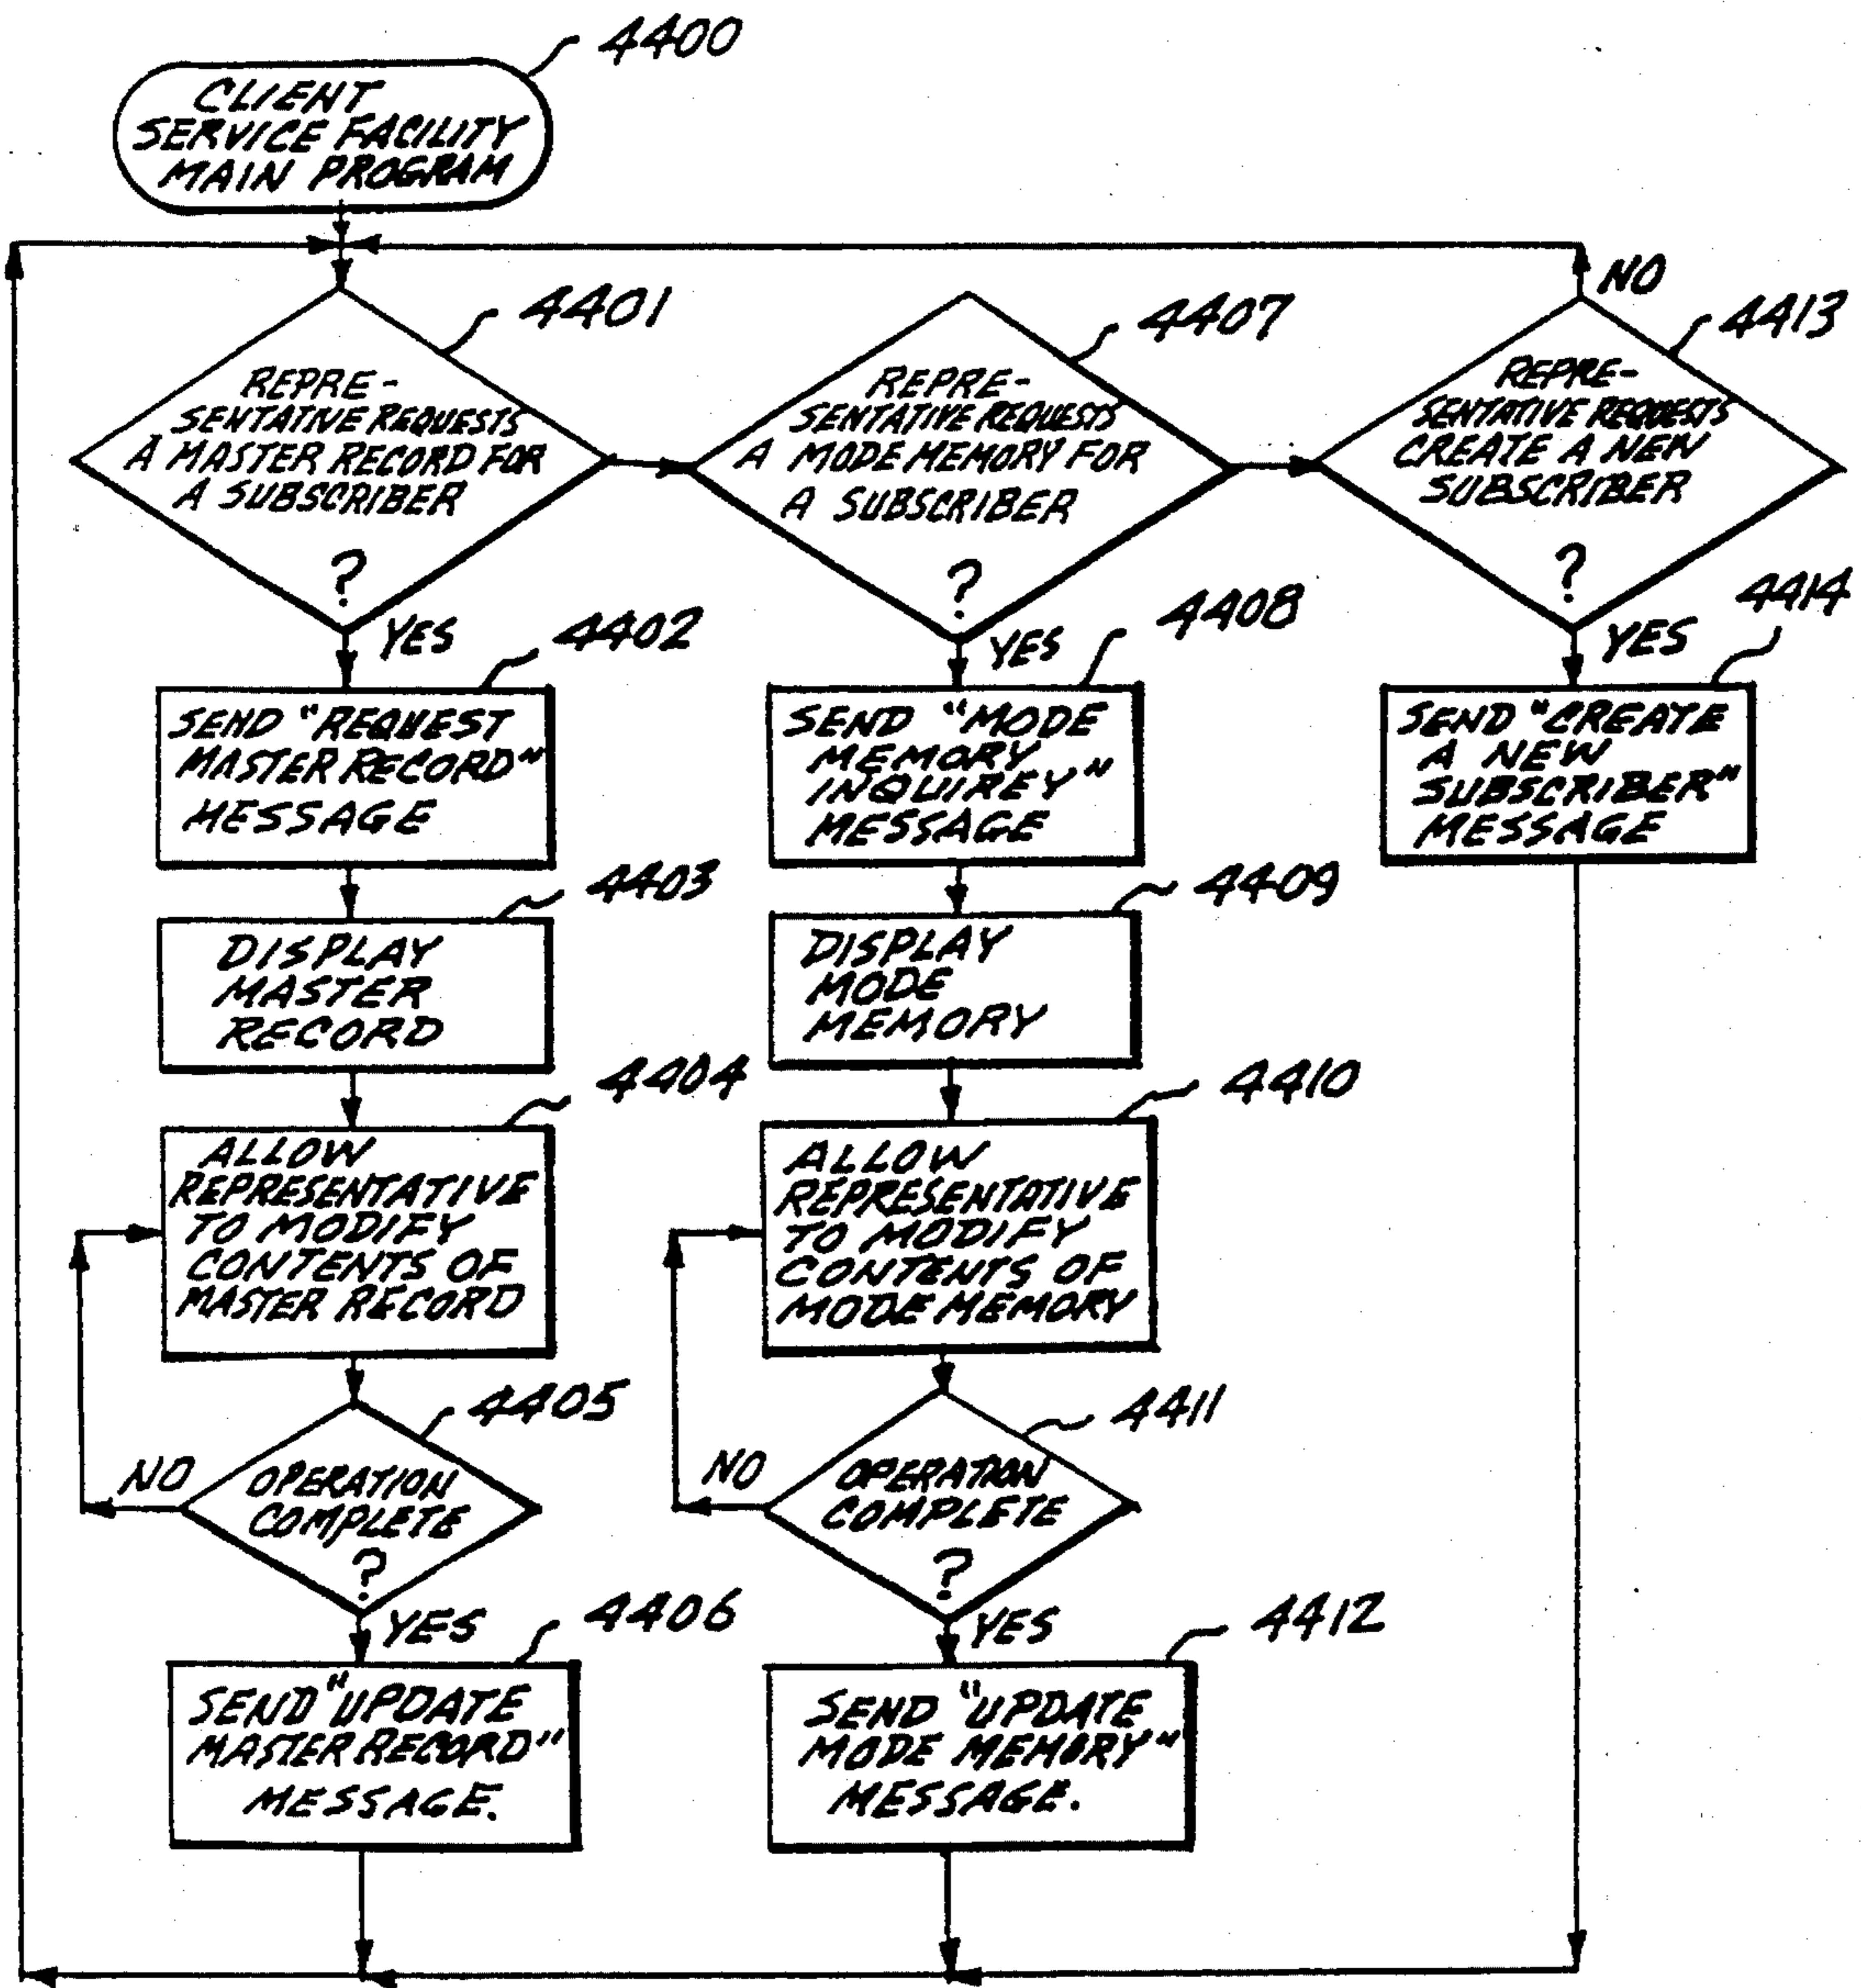 4400
CLIENT
SERVICE FACILITY
MAIN PROGRAM
4401
REPRE-
SENTATIVE REQUESTS
A MASTER RECORD FOR
A SUBSCRIBER
?
YES
4407
REPRE-
SENTATIVE REQUESTS
A MODE MEMORY FOR
A SUBSCRIBER
?
YES
NO
4413
REPRE-
SENTATIVE REQUESTS
CREATE A NEW
SUBSCRIBER
?
YES
4402
SEND "REQUEST
MASTER RECORD"
MESSAGE
4408
SEND "MODE
MEMORY
INQUIREY"
MESSAGE
4414
SEND "CREATE
A NEW
SUBSCRIBER"
MESSAGE
4403
DISPLAY
MASTER
RECORD
4409
DISPLAY
MODE
MEMORY
4404
ALLOW
REPRESENTATIVE
TO MODIFY
CONTENTS OF
MASTER RECORD
4410
ALLOW
REPRESENTATIVE
TO MODIFY
CONTENTS OF
MODE MEMORY
4405
NO
OPERATION
COMPLETE
?
YES
4411
NO
OPERATION
COMPLETE
?
YES
4406
SEND "UPDATE
MASTER RECORD"
MESSAGE.
4412
SEND "UPDATE
MODE MEMORY"
MESSAGE.